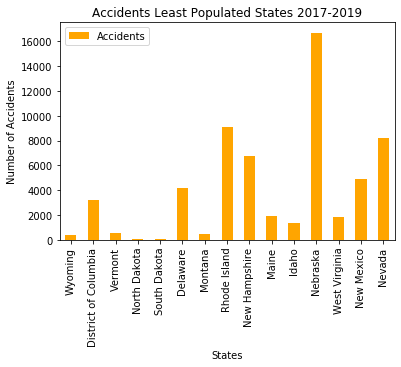 Accidents Least Populated States 2017-2019
Accidents
Number of Accidents
16000
14000
12000
10000
8000
6000
4000
2000
0
Wyoming
District of Columbia
Vermont
North Dakota
South Dakota
Delaware
Montana
Rhode Island
New Hampshire
Maine
Idaho
Nebraska
West Virginia
New Mexico
Nevada
States